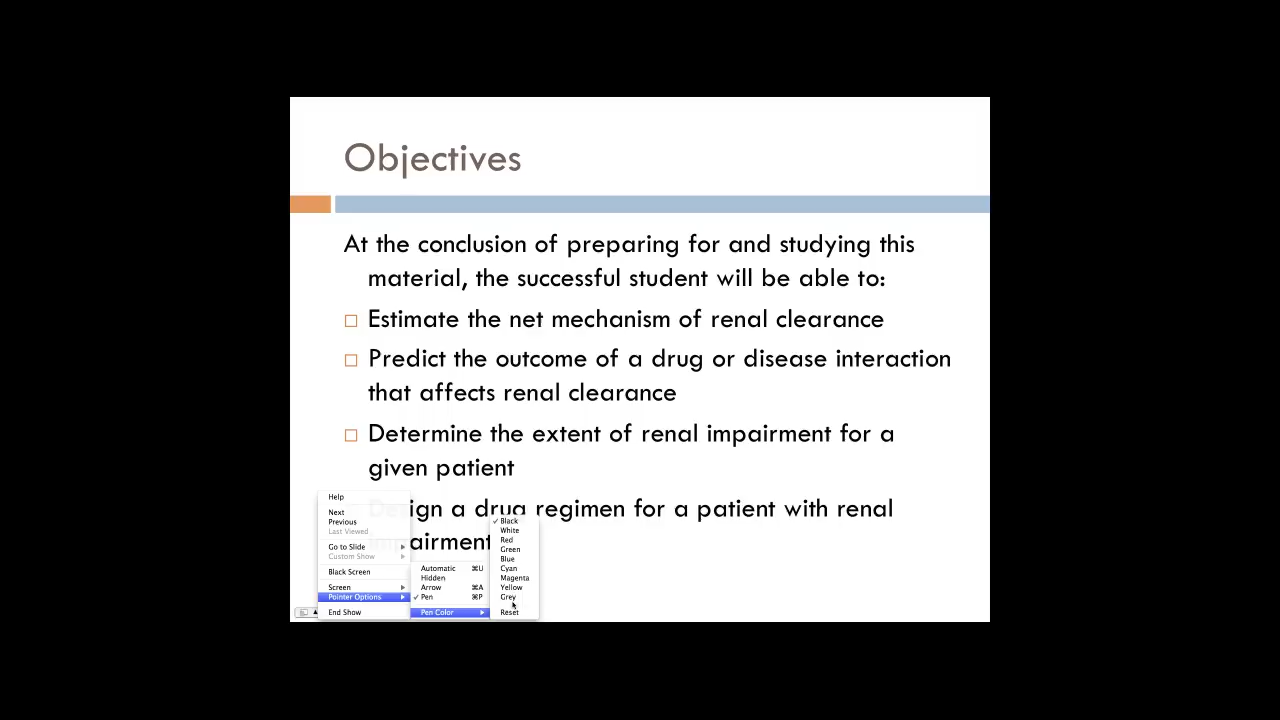 Objectives
At the conclusion of preparing for and studying this
material, the successful student will be able to:
Estimate the net mechanism of renal clearance
Predict the outcome of a drug or disease interaction
that affects renal clearance
Determine the extent of renal impairment for a
given patient
Design a drug regimen for a patient with renal
impairment
Help
Next
Previous
Last Viewed
Go to Slide
Custom Show
Black Screen
Screen
Pointer Options
End Show
Automatic ⌘U
Hidden
Arrow ⌘A
✓ Pen ⌘P
Pen Color
✓ Black
White
Red
Green
Blue
Cyan
Magenta
Yellow
Grey
Reset